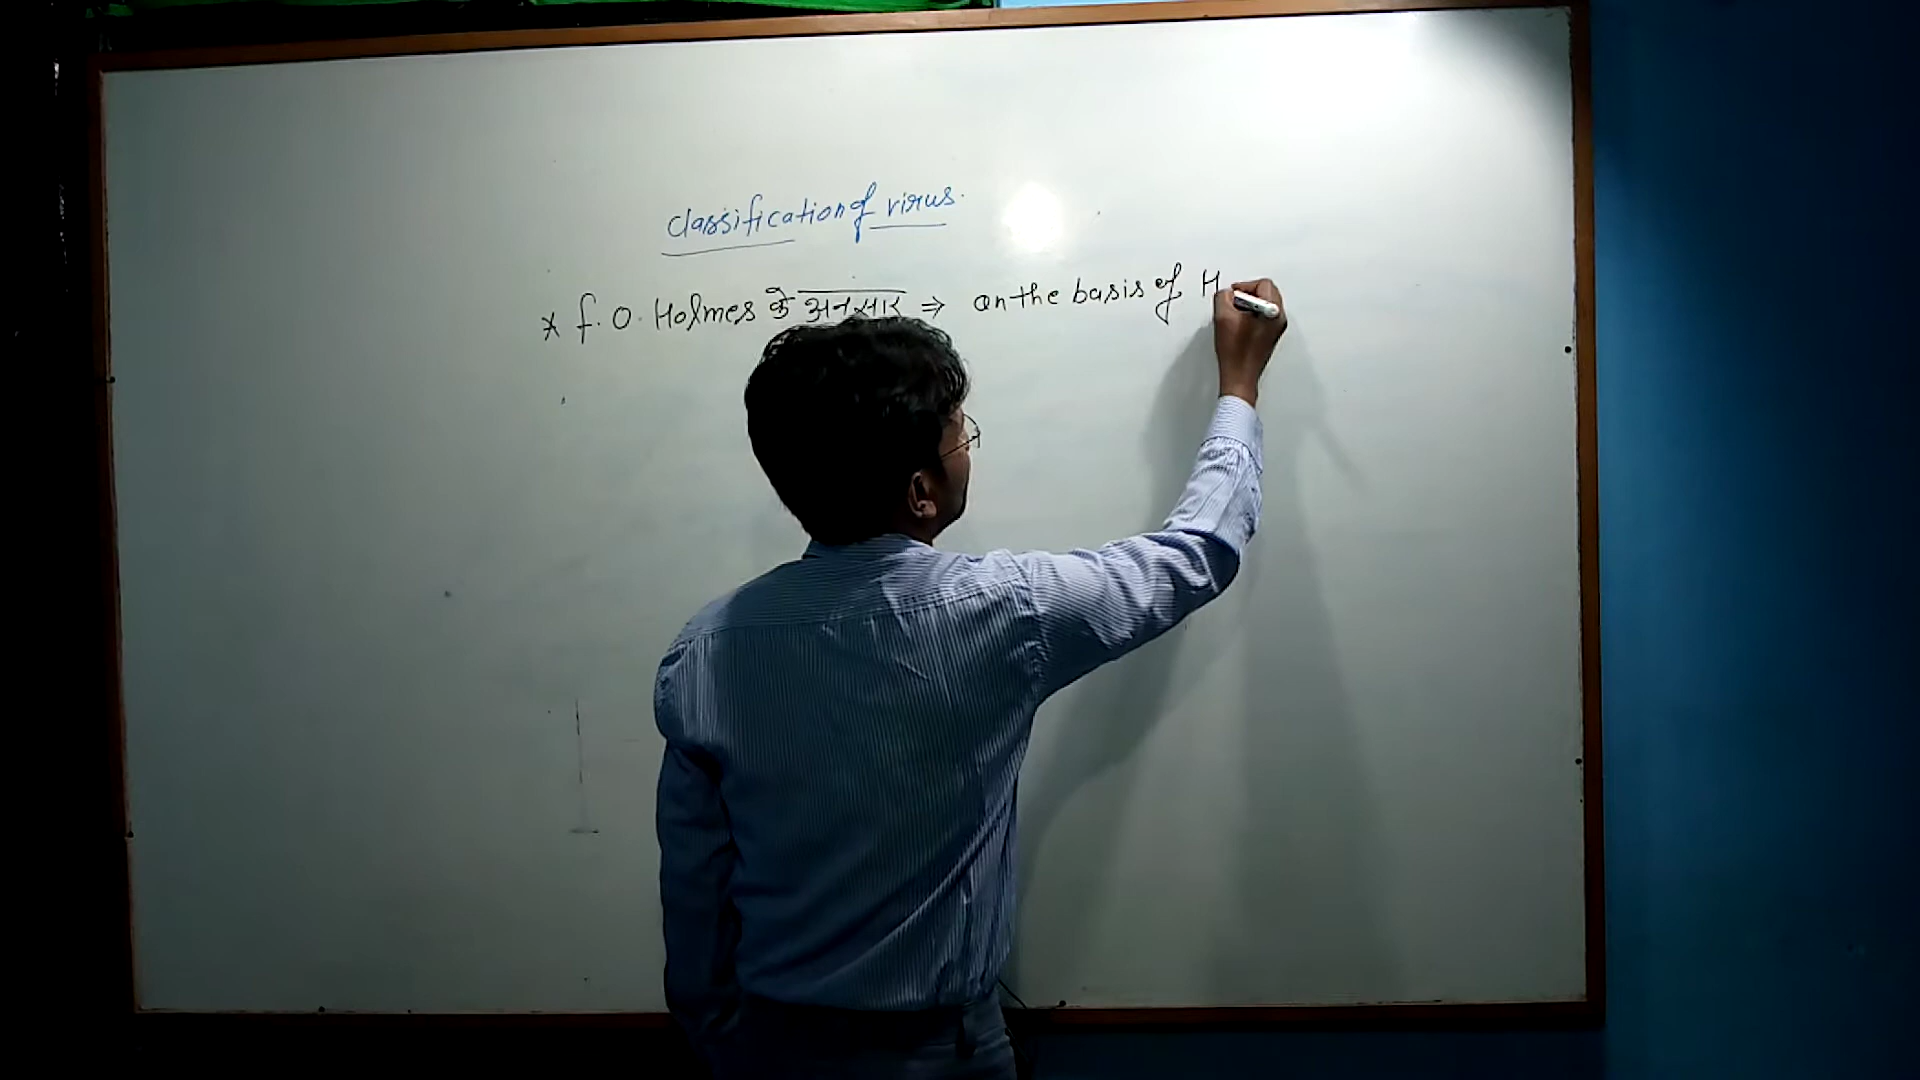 Classification of virus.
* f. O. Holmes के अनुसार ⇒ on the basis of H